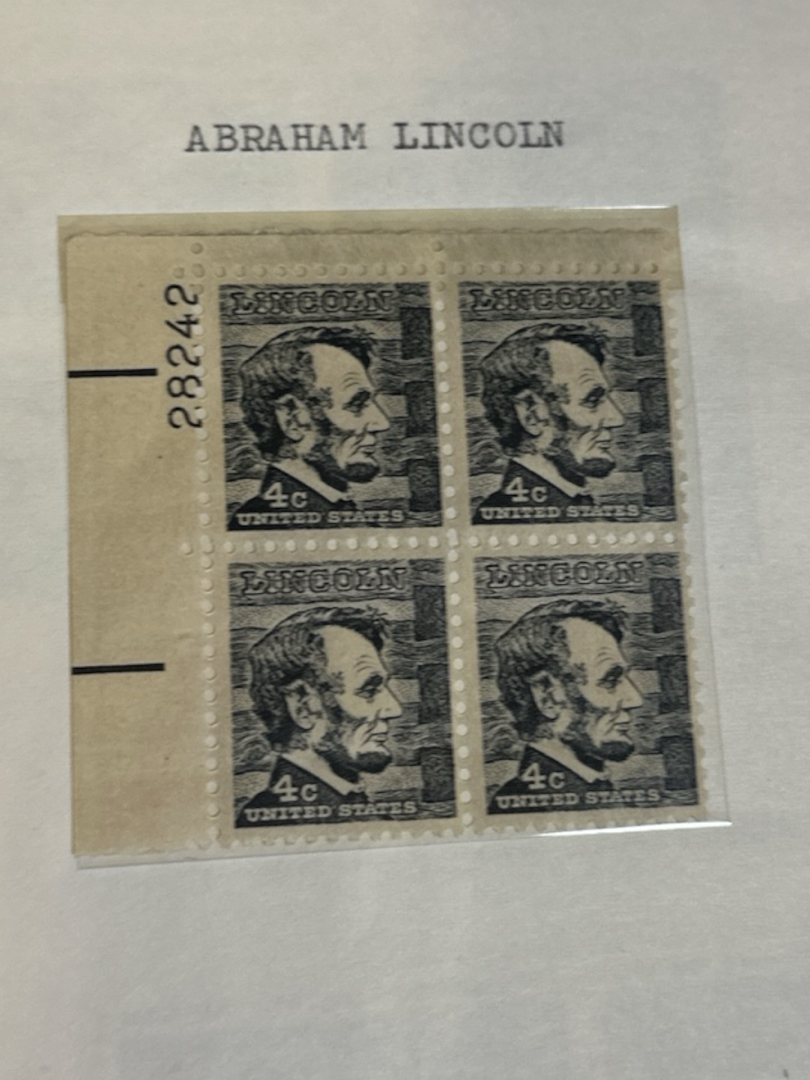 ABRAHAM LINCOLN
28242
LINCOLN
4c
UNITED STATES
LINCOLN
4c
UNITED STATES
LINCOLN
4c
UNITED STATES
LINCOLN
4c
UNITED STATES